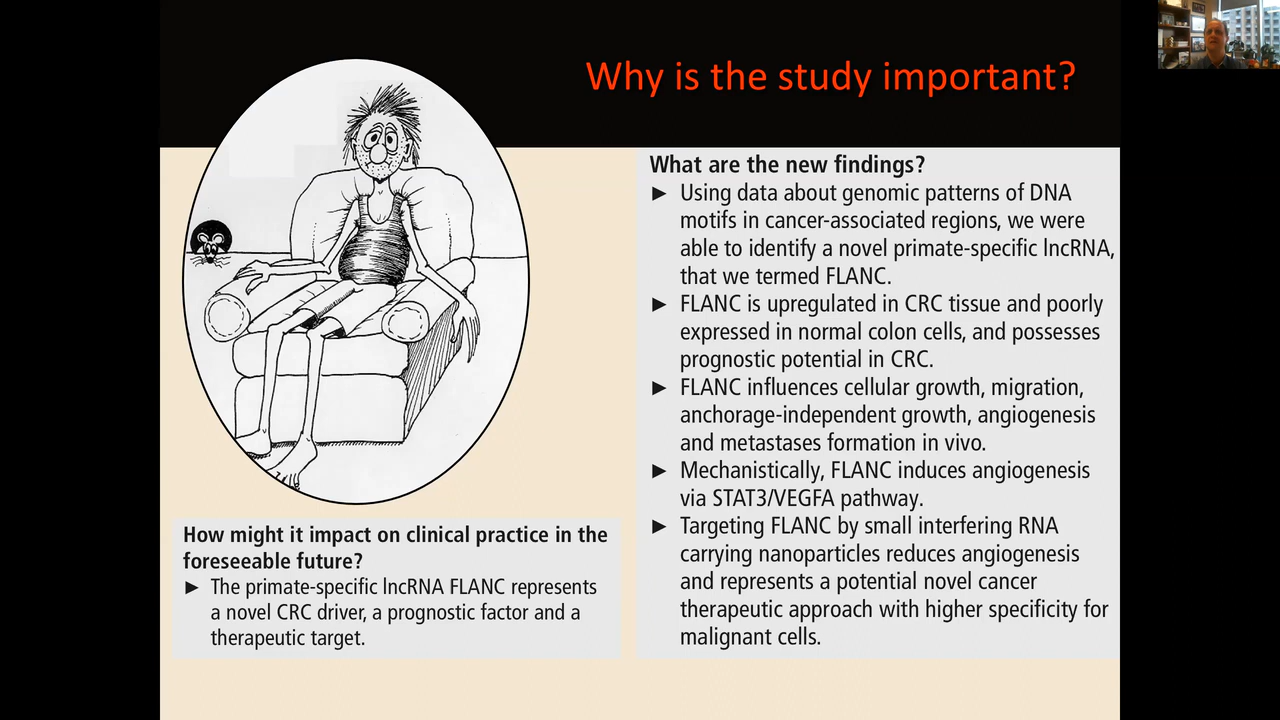 Why is the study important?
What are the new findings?
► Using data about genomic patterns of DNA
motifs in cancer-associated regions, we were
able to identify a novel primate-specific lncRNA,
that we termed FLANC.
► FLANC is upregulated in CRC tissue and poorly
expressed in normal colon cells, and possesses
prognostic potential in CRC.
► FLANC influences cellular growth, migration,
anchorage-independent growth, angiogenesis
and metastases formation in vivo.
► Mechanistically, FLANC induces angiogenesis
via STAT3/VEGFA pathway.
► Targeting FLANC by small interfering RNA
carrying nanoparticles reduces angiogenesis
and represents a potential novel cancer
therapeutic approach with higher specificity for
malignant cells.
How might it impact on clinical practice in the
foreseeable future?
► The primate-specific lncRNA FLANC represents
a novel CRC driver, a prognostic factor and a
therapeutic target.